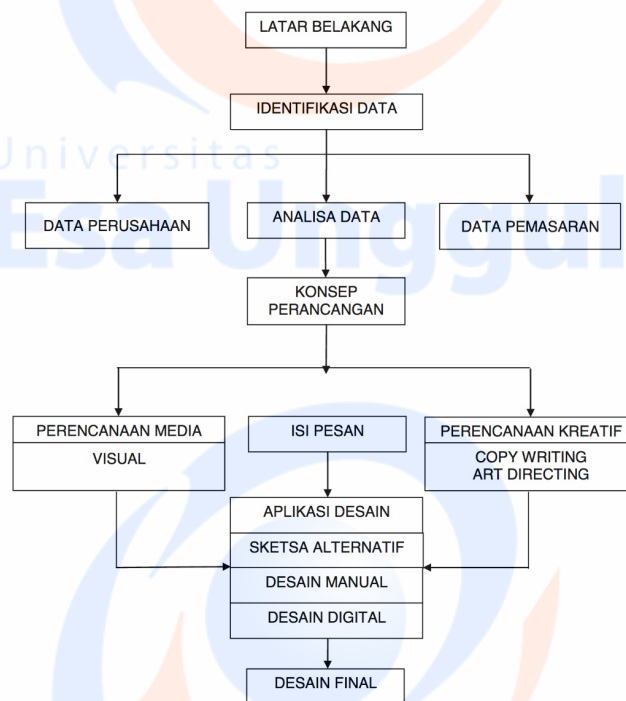 LATAR BELAKANG
IDENTIFIKASI DATA
Universitas
Esa Unggul
DATA PERUSAHAAN
ANALISA DATA
DATA PEMASARAN
KONSEP
PERANCANGAN
PERENCANAAN MEDIA
VISUAL
ISI PESAN
PERENCANAAN KREATIF
COPY WRITING
ART DIRECTING
APLIKASI DESAIN
SKETSA ALTERNATIF
DESAIN MANUAL
DESAIN DIGITAL
DESAIN FINAL